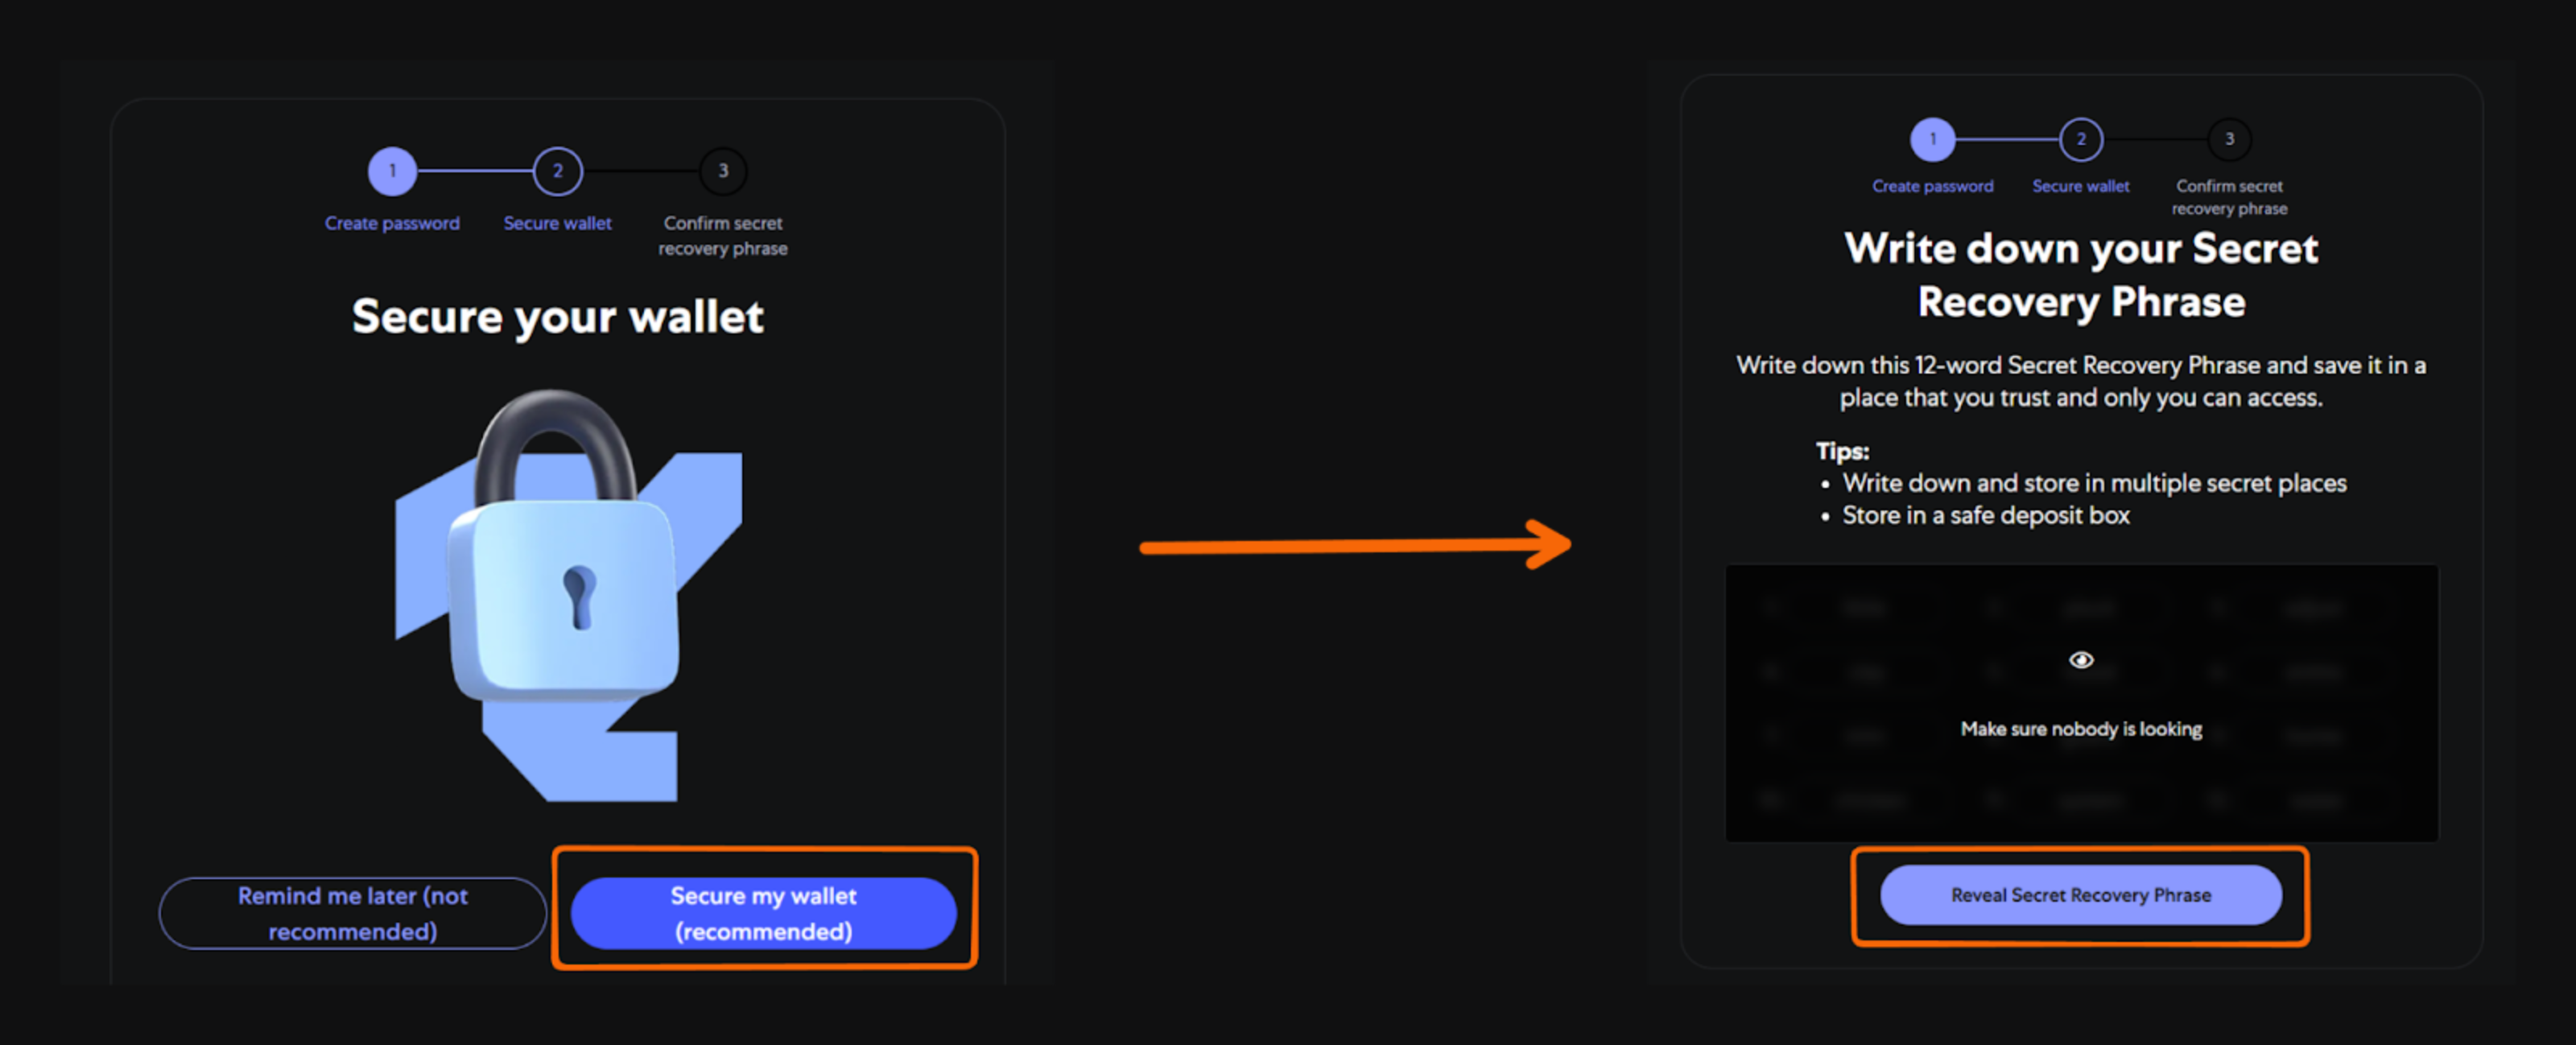 1
2
3
Create password
Secure wallet
Confirm secret
recovery phrase
Secure your wallet
Remind me later (not
recommended)
Secure my wallet
(recommended)
1
2
3
Create password
Secure wallet
Confirm secret
recovery phrase
Write down your Secret
Recovery Phrase
Write down this 12-word Secret Recovery Phrase and save it in a
place that you trust and only you can access.
Tips:
• Write down and store in multiple secret places
• Store in a safe deposit box
Make sure nobody is looking
Reveal Secret Recovery Phrase